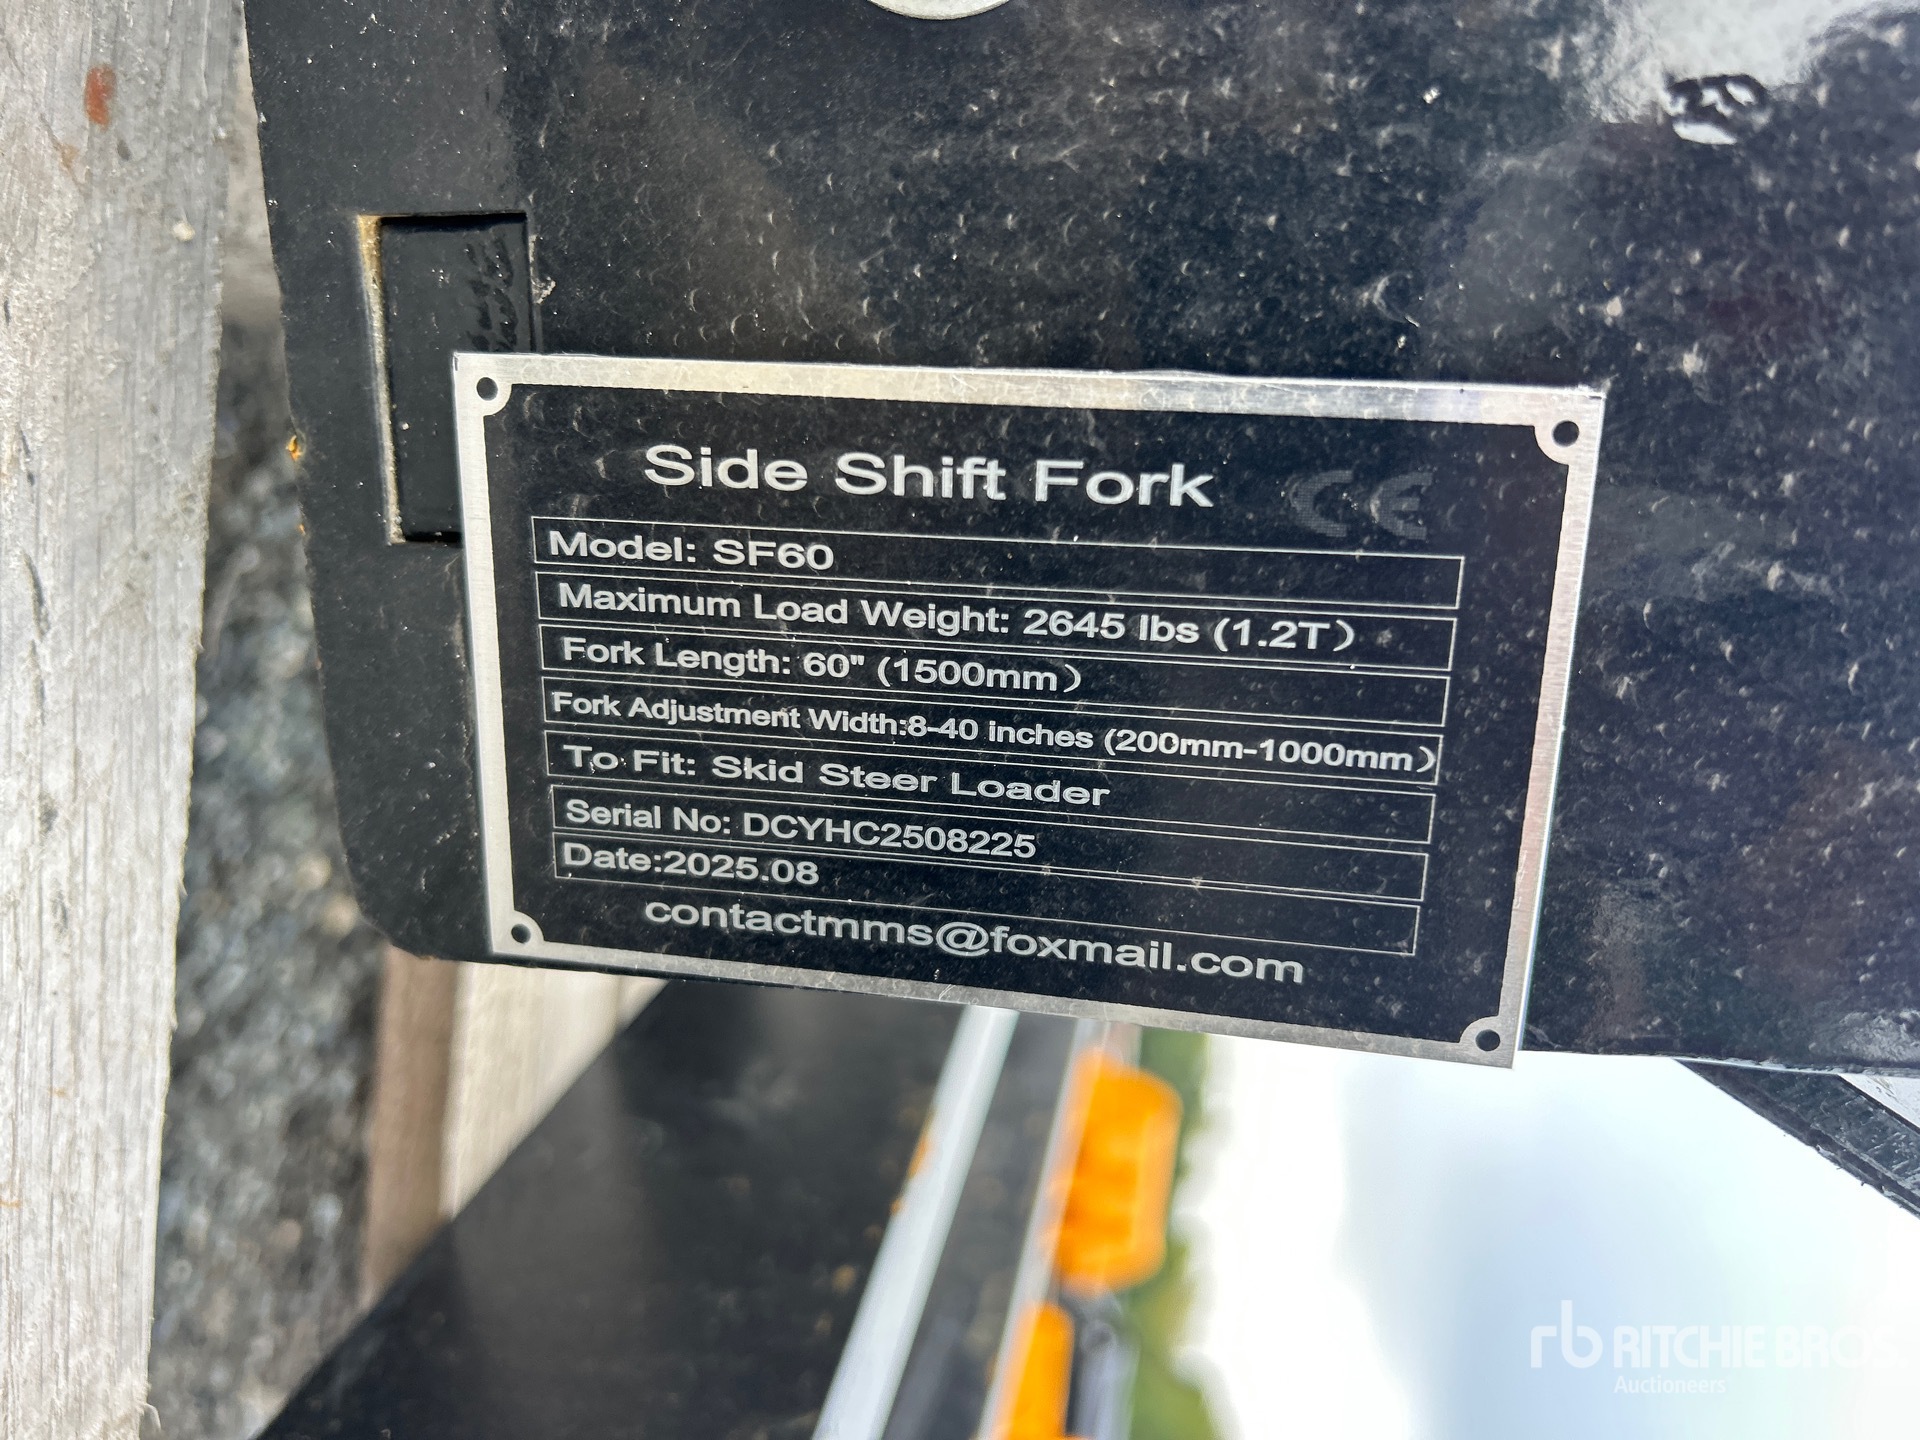 Side Shift Fork CE
Model: SF60
Maximum Load Weight: 2645 lbs (1.2T)
Fork Length: 60" (1500mm)
Fork Adjustment Width:8-40 inches (200mm-1000mm)
To Fit: Skid Steer Loader
Serial No: DCYHC2508225
Date:2025.08
contactmms@foxmail.com
rb RITCHIE BROS.
Auctioneers